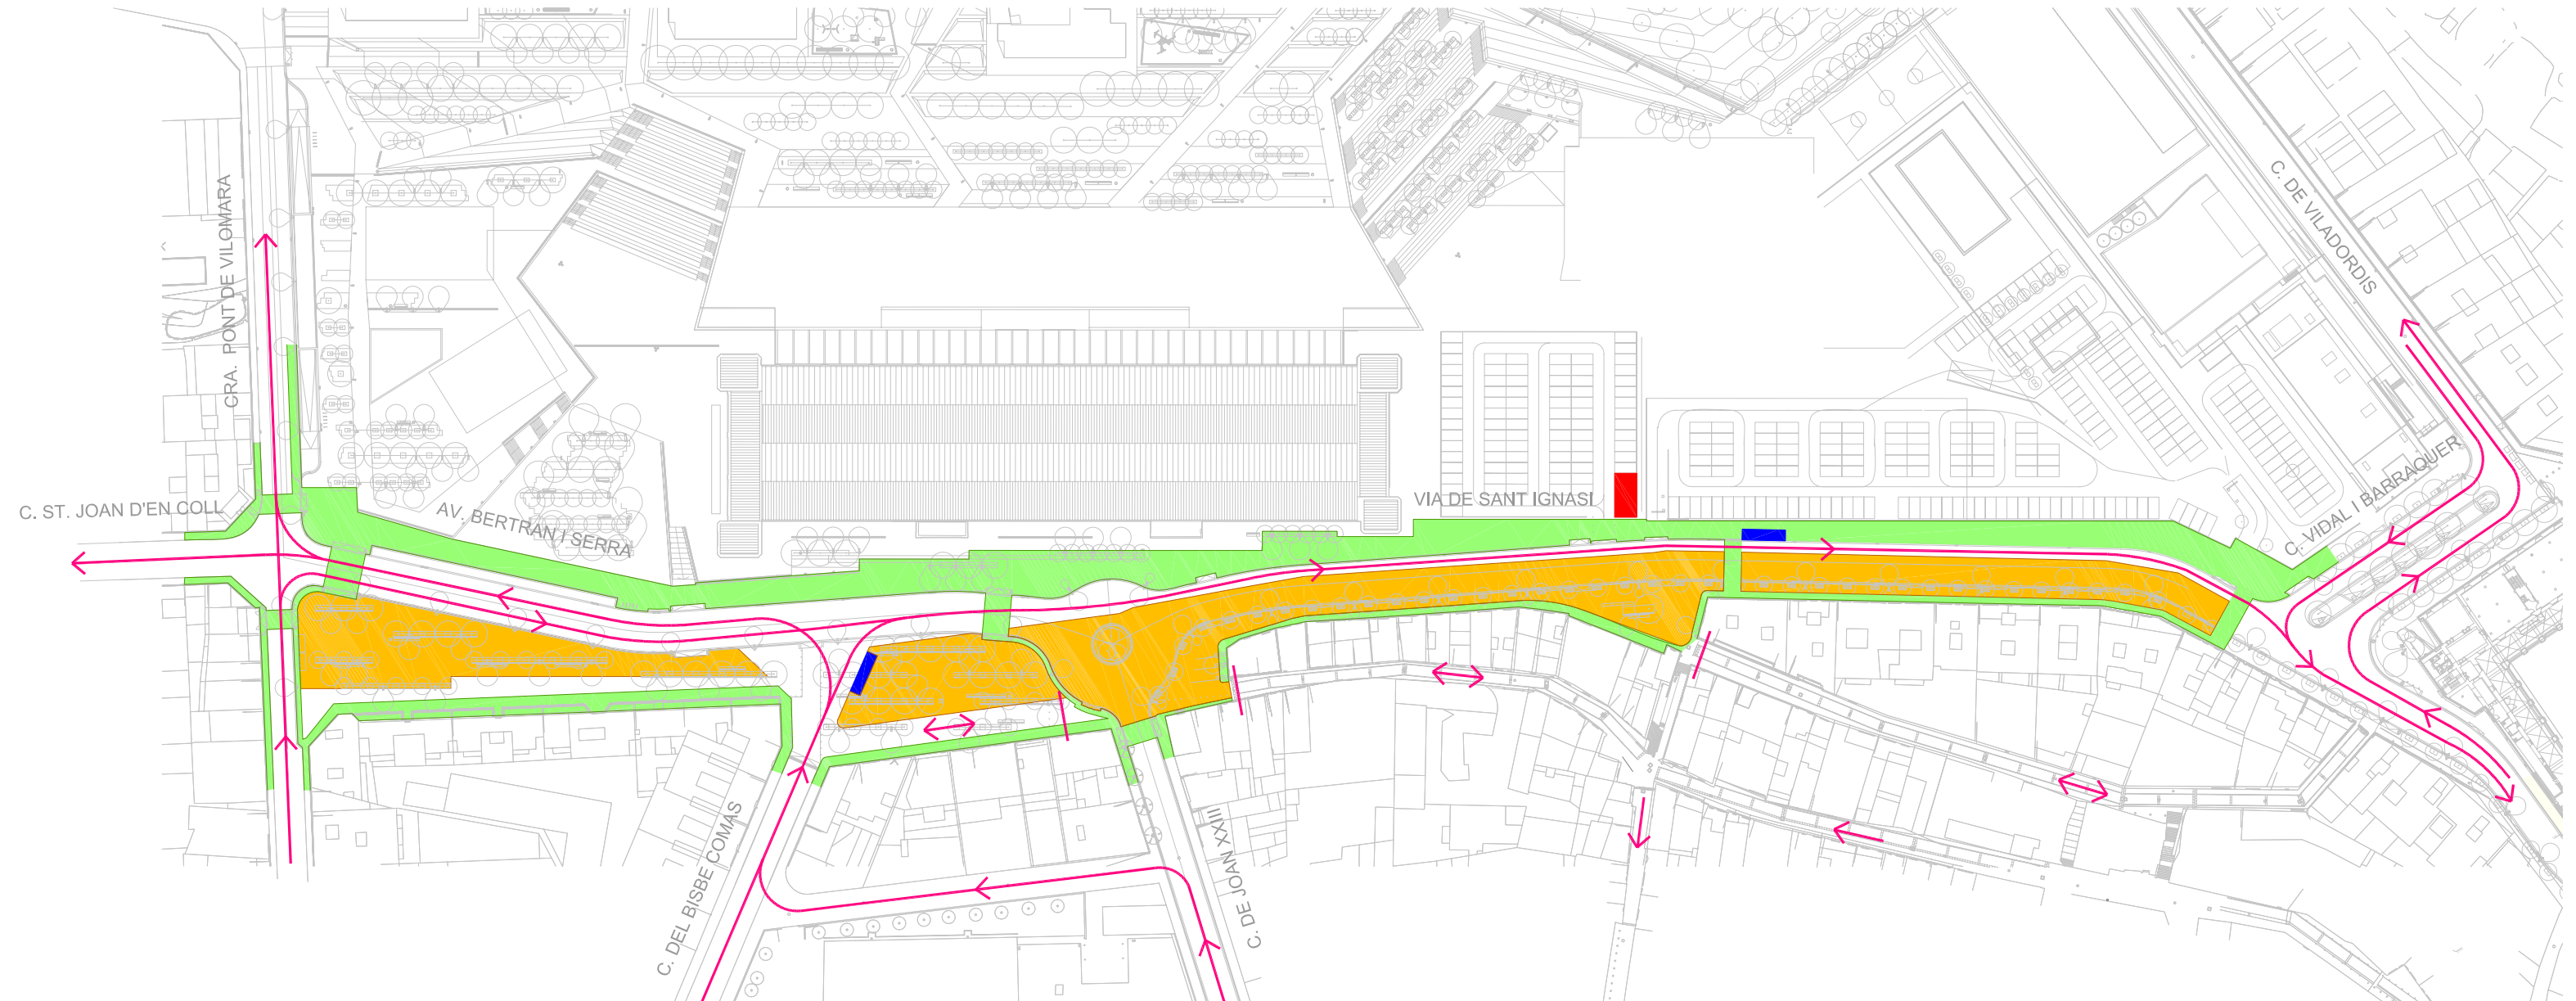 CRA. PONT DE VILOMARA
C. DE VILADORDIS
C. ST. JOAN D'EN COLL
AV. BERTRAN I SERRA
VIA DE SANT IGNASI
C. VIDAL I BARRAQUER
C. DEL BISBE COMAS
C. DE JOAN XXIII